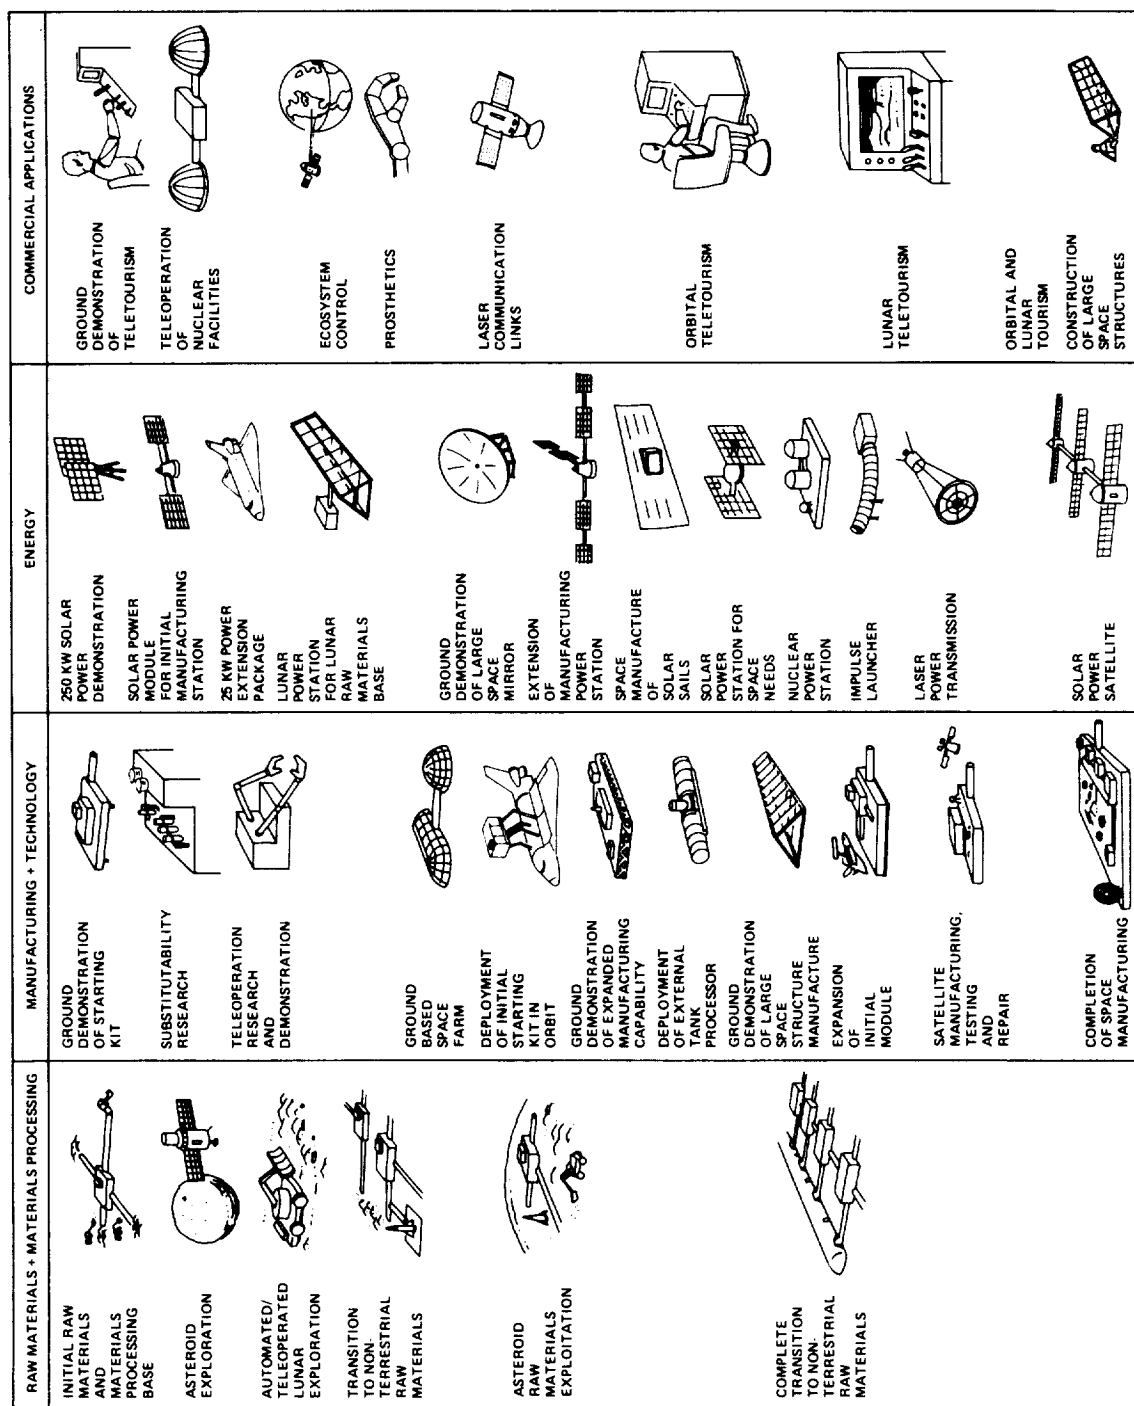 RAW MATERIALS + MATERIALS PROCESSING
INITIAL RAW
MATERIALS
AND
MATERIALS
PROCESSING
BASE
ASTEROID
EXPLORATION
AUTOMATED/
TELEOPERATED
LUNAR
EXPLORATION
TRANSITION
TO NON-
TERRESTRIAL
RAW
MATERIALS
ASTEROID
RAW
MATERIALS
EXPLOITATION
COMPLETE
TRANSITION
TO NON-
TERRESTRIAL
RAW
MATERIALS
MANUFACTURING + TECHNOLOGY
GROUND
DEMONSTRATION
OF STARTING
KIT
SUBSTITUTABILITY
RESEARCH
TELEOPERATION
RESEARCH
AND
DEMONSTRATION
GROUND
BASED
SPACE
FARM
DEPLOYMENT
OF INITIAL
STARTING
KIT IN
ORBIT
GROUND
DEMONSTRATION
OF EXPANDED
MANUFACTURING
CAPABILITY
DEPLOYMENT
OF EXTERNAL
TANK
PROCESSOR
GROUND
DEMONSTRATION
OF LARGE
SPACE
STRUCTURE
MANUFACTURE
EXPANSION
OF
INITIAL
MODULE
SATELLITE
MANUFACTURING,
TESTING
AND
REPAIR
COMPLETION
OF SPACE
MANUFACTURING
ENERGY
250 KW SOLAR
POWER
DEMONSTRATION
SOLAR POWER
MODULE
FOR INITIAL
MANUFACTURING
STATION
25 KW POWER
EXTENSION
PACKAGE
LUNAR
POWER
STATION
FOR LUNAR
RAW
MATERIALS
BASE
GROUND
DEMONSTRATION
OF LARGE
SPACE
MIRROR
EXTENSION
OF
MANUFACTURING
POWER
STATION
SPACE
MANUFACTURE
OF
SOLAR
SAILS
SOLAR
POWER
STATION FOR
SPACE
NEEDS
NUCLEAR
POWER
STATION
IMPULSE
LAUNCHER
LASER
POWER
TRANSMISSION
SOLAR
POWER
SATELLITE
COMMERCIAL APPLICATIONS
GROUND
DEMONSTRATION
OF
TELETOURISM
TELEOPERATION
OF
NUCLEAR
FACILITIES
ECOSYSTEM
CONTROL
PROSTHETICS
LASER
COMMUNICATION
LINKS
ORBITAL
TELETOURISM
LUNAR
TELETOURISM
ORBITAL AND
LUNAR
TOURISM
CONSTRUCTION
OF LARGE
SPACE
STRUCTURES